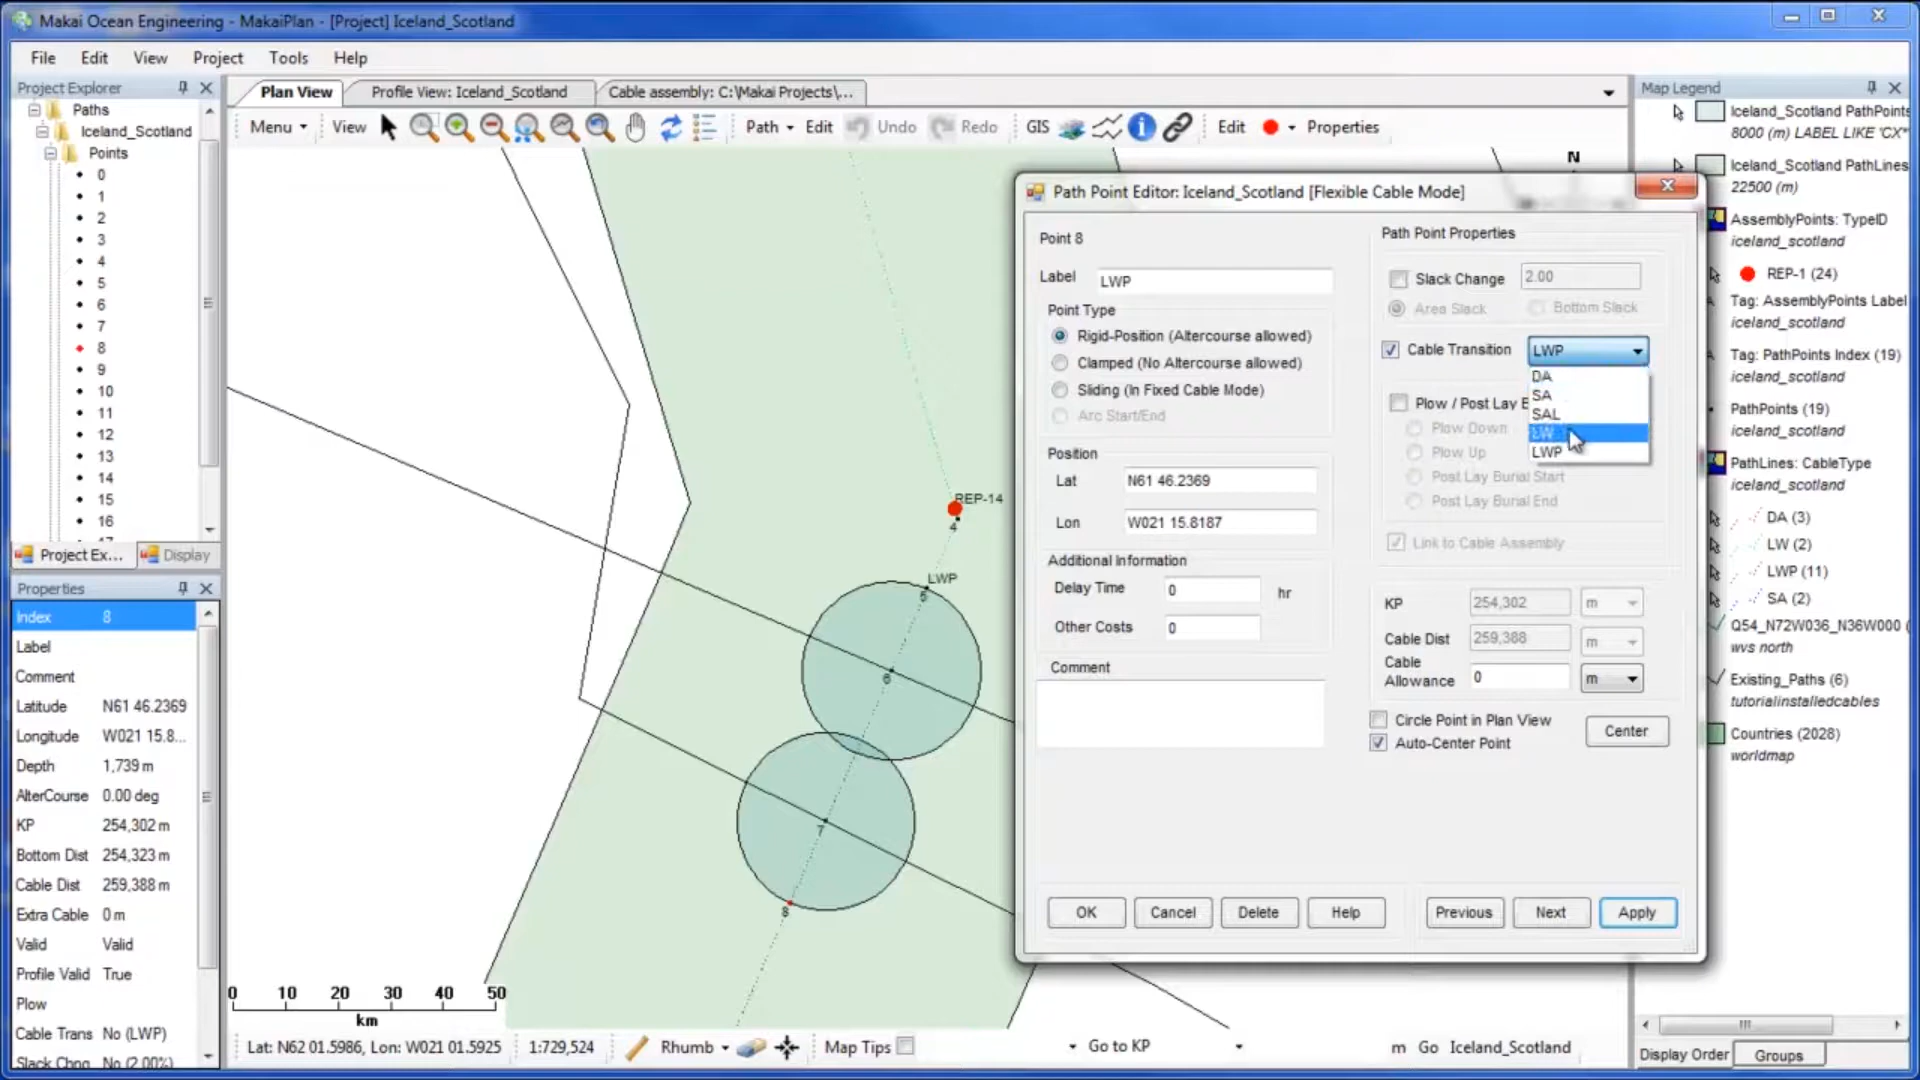 Makai Ocean Engineering - MakaiPlan - [Project] Iceland_Scotland
File Edit View Project Tools Help
Project Explorer
Paths
Iceland_Scotland
Points
0
1
2
3
4
5
6
7
8
9
10
11
12
13
14
15
16
Project Ex... Display
Properties
Index 8
Label
Comment
Latitude N61 46.2369
Longitude W021 15.8...
Depth 1,739 m
AlterCourse 0.00 deg
KP 254,302 m
Bottom Dist 254,323 m
Cable Dist 259,388 m
Extra Cable 0 m
Valid Valid
Profile Valid True
Plow
Cable Trans No (LWP)
Slack Chng No (2.00%)
Plan View Profile View: Iceland_Scotland Cable assembly: C:\Makai Projects\...
Menu View Path Edit Undo Redo GIS Edit Properties
N
REP-14
4
LWP
5
6
7
8
0 10 20 30 40 50
km
Lat: N62 01.5986, Lon: W021 01.5925 1:729,524 Rhumb Map Tips Go to KP m Go Iceland_Scotland
Path Point Editor: Iceland_Scotland [Flexible Cable Mode]
Point 8
Label LWP
Point Type
Rigid-Position (Altercourse allowed)
Clamped (No Altercourse allowed)
Sliding (In Fixed Cable Mode)
Arc Start/End
Position
Lat N61 46.2369
Lon W021 15.8187
Additional Information
Delay Time 0 hr
Other Costs 0
Comment
Path Point Properties
Slack Change 2.00
Area Slack Bottom Slack
Cable Transition LWP
DA
SA
SAL
LW
LWP
Plow / Post Lay B
Plow Down
Plow Up
Post Lay Burial Start
Post Lay Burial End
Link to Cable Assembly
KP 254,302 m
Cable Dist 259,388 m
Cable
Allowance 0 m
Circle Point in Plan View
Auto-Center Point
Center
OK Cancel Delete Help Previous Next Apply
Map Legend
Iceland_Scotland PathPoints
8000 (m) LABEL LIKE 'CX*'
Iceland_Scotland PathLines
22500 (m)
AssemblyPoints: TypeID
iceland_scotland
REP-1 (24)
Tag: AssemblyPoints Label
iceland_scotland
Tag: PathPoints Index (19)
iceland_scotland
PathPoints (19)
iceland_scotland
PathLines: CableType
iceland_scotland
DA (3)
LW (2)
LWP (11)
SA (2)
Q54_N72W036_N36W000 (
wvs north
Existing_Paths (6)
tutorialinstalledcables
Countries (2028)
worldmap
Display Order Groups